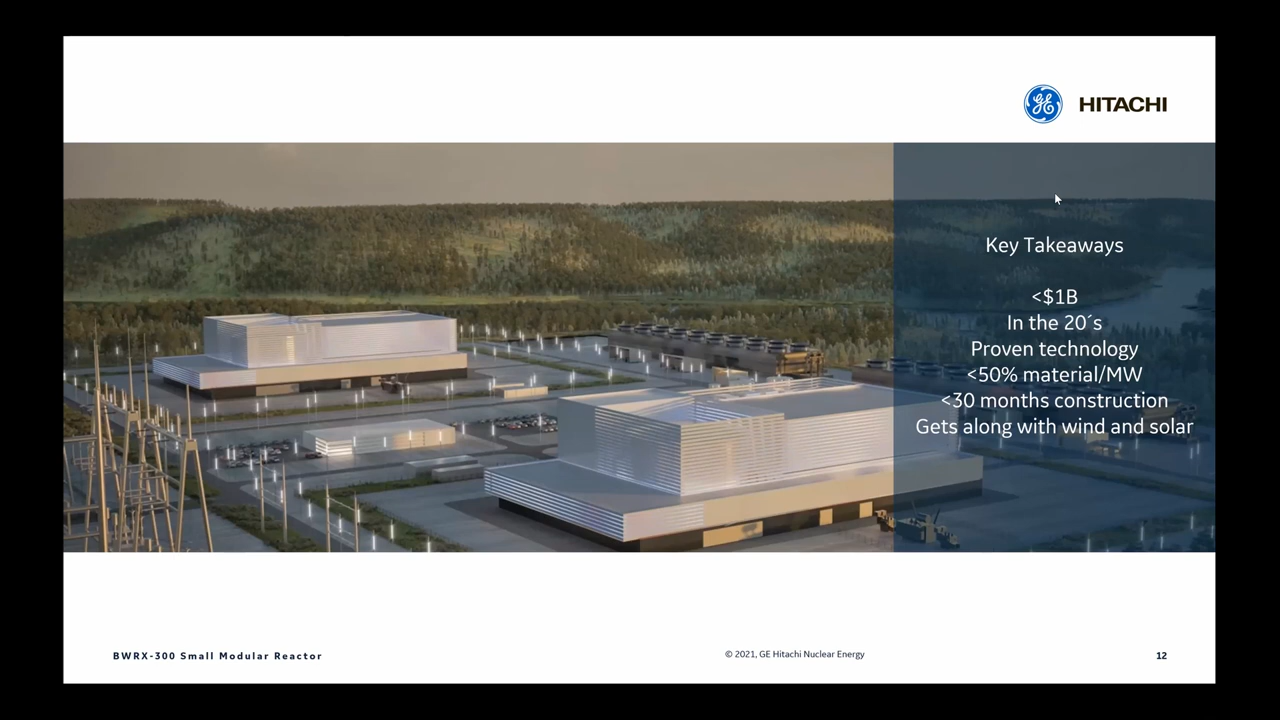 GE HITACHI
Key Takeaways
<$1B
In the 20´s
Proven technology
<50% material/MW
<30 months construction
Gets along with wind and solar
BWRX-300 Small Modular Reactor
© 2021, GE Hitachi Nuclear Energy
12